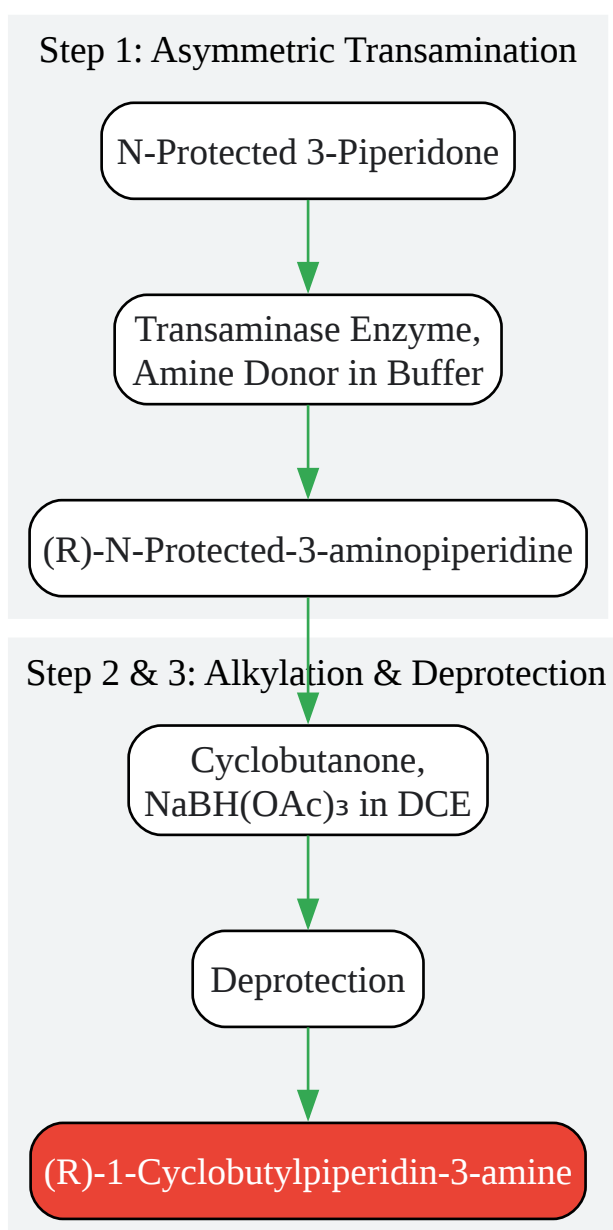 Step 1: Asymmetric Transamination
N-Protected 3-Piperidone
Transaminase Enzyme,
Amine Donor in Buffer
(R)-N-Protected-3-aminopiperidine
Step 2 & 3: Alkylation & Deprotection
Cyclobutanone,
NaBH(OAc)₃ in DCE
Deprotection
(R)-1-Cyclobutylpiperidin-3-amine